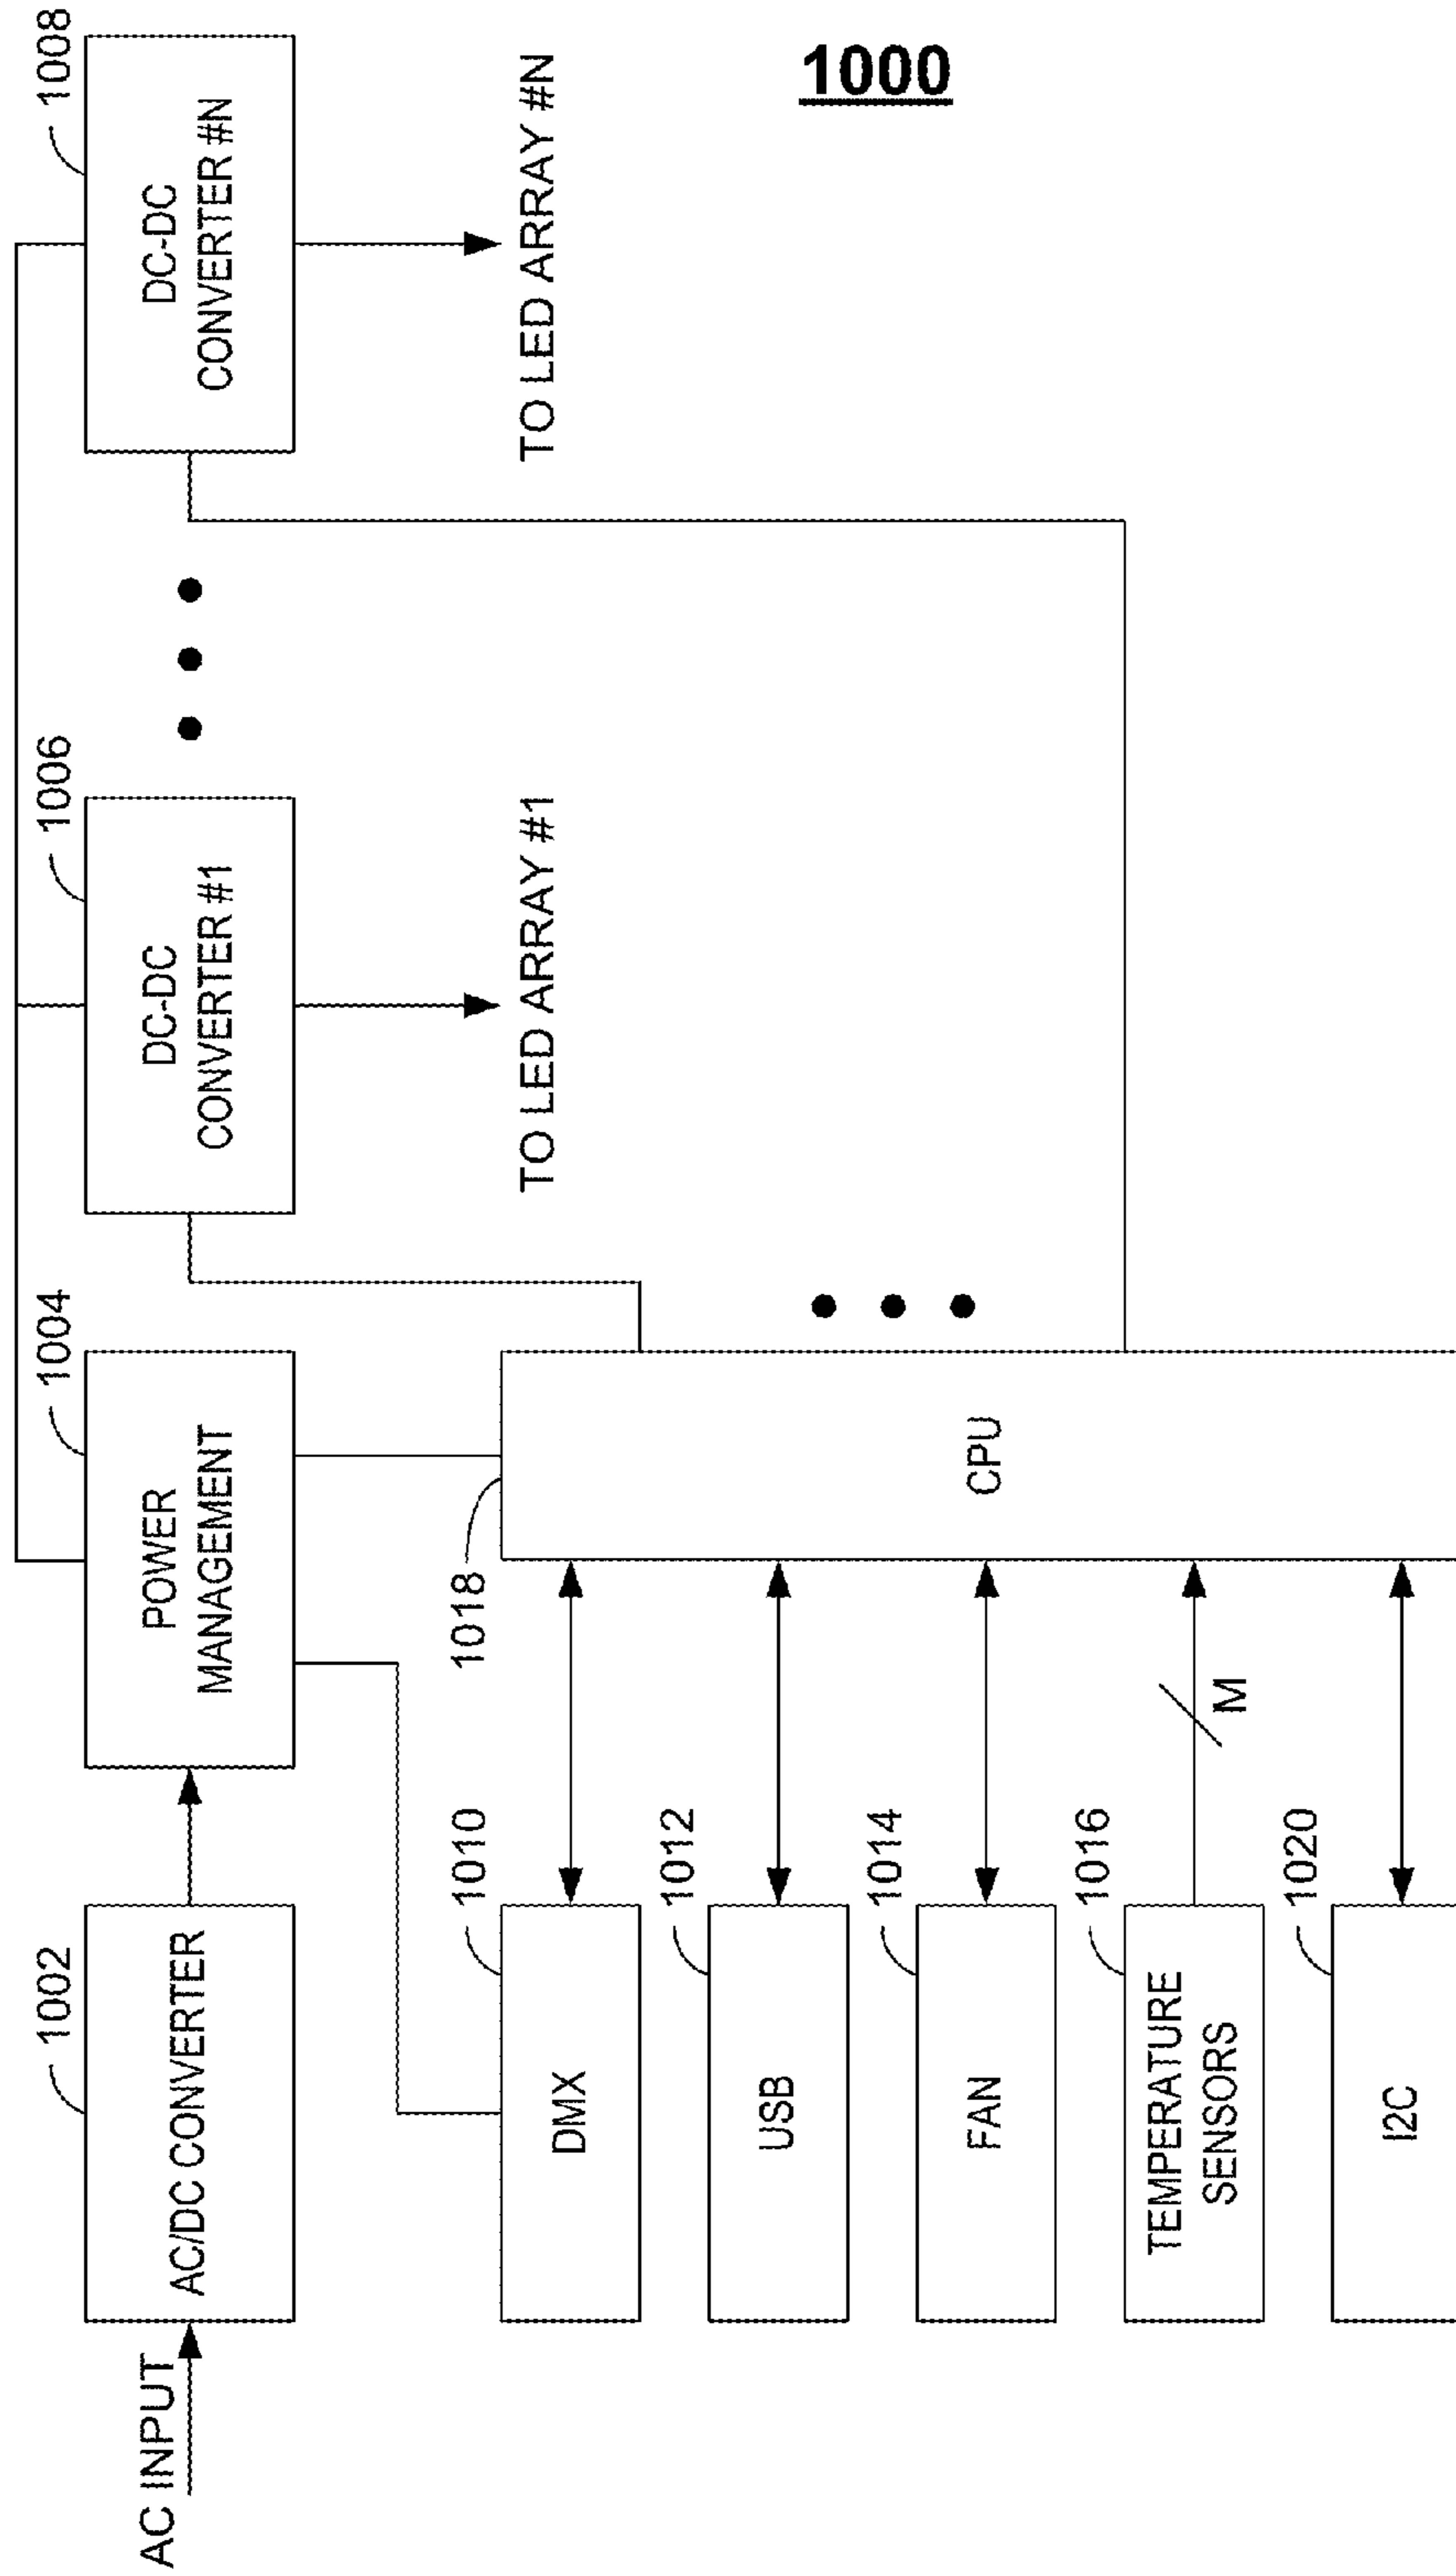 1000
1002
1004
1006
1008
AC INPUT
AC/DC CONVERTER
POWER
MANAGEMENT
DC-DC
CONVERTER #1
DC-DC
CONVERTER #N
1010
1018
DMX
TO LED ARRAY #1
TO LED ARRAY #N
1012
USB
1014
FAN
CPU
1016
TEMPERATURE
SENSORS
M
1020
I2C